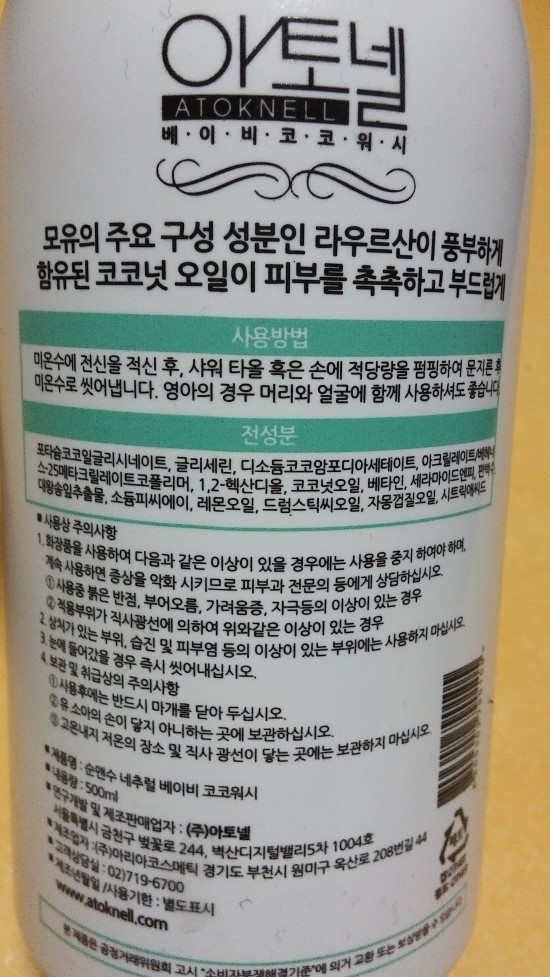 아토넬
ATOKNELL
베·이·비·코·코·워·시
모유의 주요 구성 성분인 라우르산이 풍부하게
함유된 코코넛 오일이 피부를 촉촉하고 부드럽게
사용방법
미온수에 전신을 적신 후, 샤워 타올 혹은 손에 적당량을 펌핑하여 문지른 후
미온수로 씻어냅니다. 영아의 경우 머리와 얼굴에 함께 사용하셔도 좋습니다.
전성분
포타슘코코일글리시네이트, 글리세린, 디소듐코코암포디아세테이트, 아크릴레이트/베헤네
스-25메타크릴레이트코폴리머, 1,2-헥산디올, 코코넛오일, 베타인, 세라마이드엔피, 편백수,
대왕송잎추출물, 소듐피씨에이, 레몬오일, 드럼스틱씨오일, 자몽껍질오일, 시트릭애씨드
■ 사용상 주의사항
1. 화장품을 사용하여 다음과 같은 이상이 있을 경우에는 사용을 중지 하여야 하며,
계속 사용하면 증상을 악화 시키므로 피부과 전문의 등에게 상담하십시오.
① 사용중 붉은 반점, 부어오름, 가려움증, 자극등의 이상이 있는 경우
② 적용부위가 직사광선에 의하여 위와같은 이상이 있는 경우
2. 상처가 있는 부위, 습진 및 피부염 등의 이상이 있는 부위에는 사용하지 마십시오.
3. 눈에 들어갔을 경우 즉시 씻어내십시오.
4. 보관 및 취급상의 주의사항
① 사용후에는 반드시 마개를 닫아 두십시오.
② 유.소아의 손이 닿지 아니하는 곳에 보관하십시오.
③ 고온내지 저온의 장소 및 직사 광선이 닿는 곳에는 보관하지 마십시오.
■ 제품명 : 순앤수 네추럴 베이비 코코워시
■ 내용량 : 500ml
■ 연구개발 및 제조판매업자 : (주)아토넬
서울특별시 금천구 벚꽃로 244, 벽산디지털밸리5차 1004호
■ 제조업자 : (주)아리아코스메틱 경기도 부천시 원미구 옥산로 208번길 44
■ 고객상담실 : 02)719-6700
■ 제조년월일 /사용기한 : 별도표시
www.atoknell.com
본 제품은 공정거래위원회 고시 "소비자분쟁해결기준"에 의거 교환 또는 보상받을 수 있습니다.